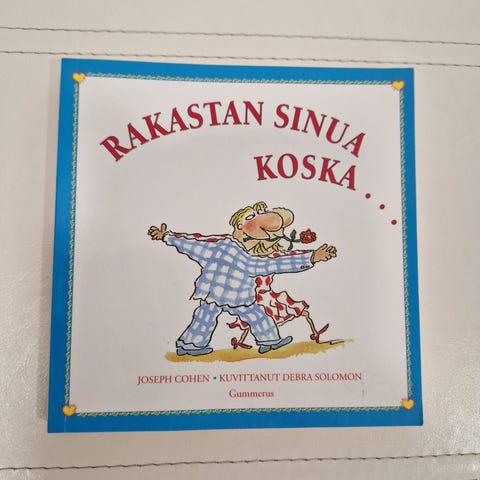 RAKASTAN SINUA
KOSKA...
JOSEPH COHEN • KUVITTANUT DEBRA SOLOMON
Gummerus